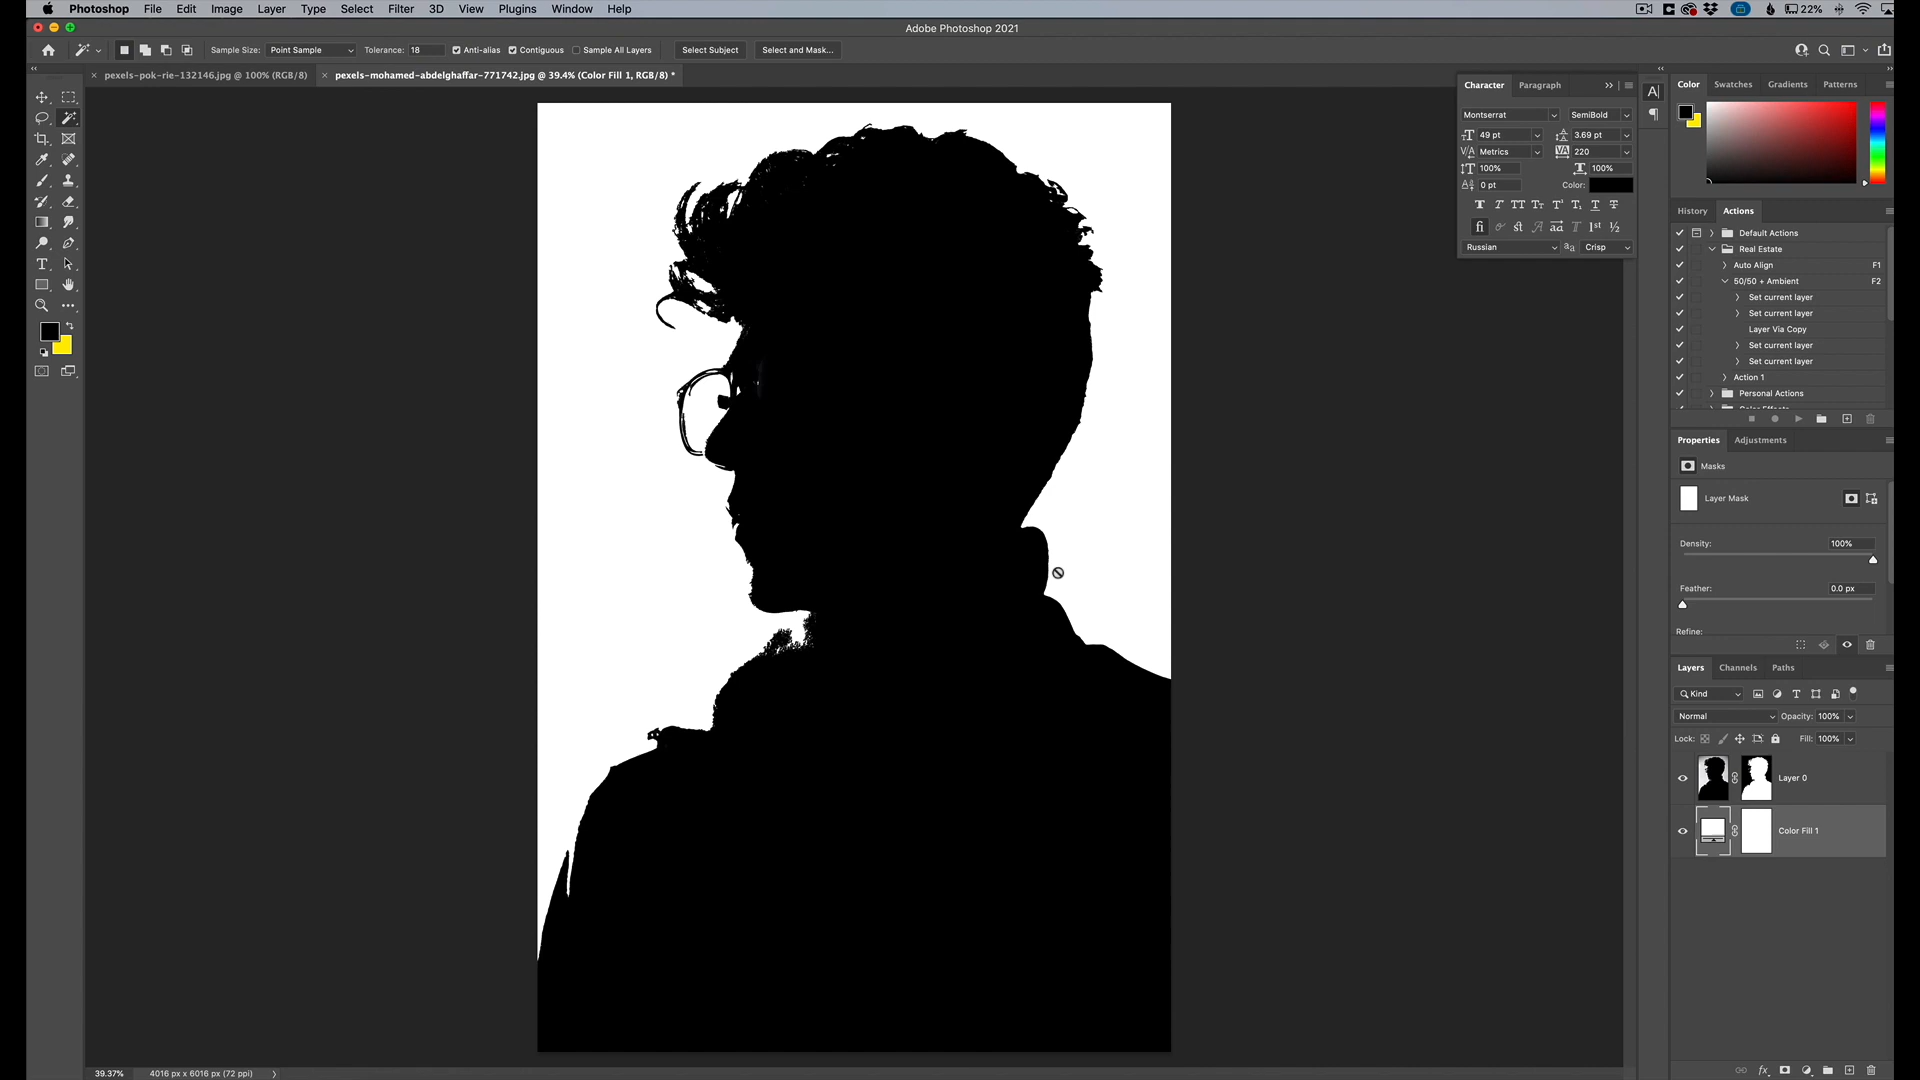 Photoshop File Edit Image Layer Type Select Filter 3D View Plugins Window Help 22%
Adobe Photoshop 2021
Sample Size: Point Sample Tolerance: 18 Anti-alias Contiguous Sample All Layers Select Subject Select and Mask...
pexels-pok-rie-132146.jpg @ 100% (RGB/8) pexels-mohamed-abdelghaffar-771742.jpg @ 39.4% (Color Fill 1, RGB/8) *
Character Paragraph
Montserrat SemiBold
49 pt 3.69 pt
Metrics 220
100% 100%
0 pt Color:
Russian Crisp
Color Swatches Gradients Patterns
History Actions
Default Actions
Real Estate
Auto Align F1
50/50 + Ambient F2
Set current layer
Set current layer
Layer Via Copy
Set current layer
Set current layer
Action 1
Personal Actions
Properties Adjustments
Masks
Layer Mask
Density: 100%
Feather: 0.0 px
Refine:
Layers Channels Paths
Kind
Normal Opacity: 100%
Lock: Fill: 100%
Layer 0
Color Fill 1
39.37% 4016 px x 6016 px (72 ppi)